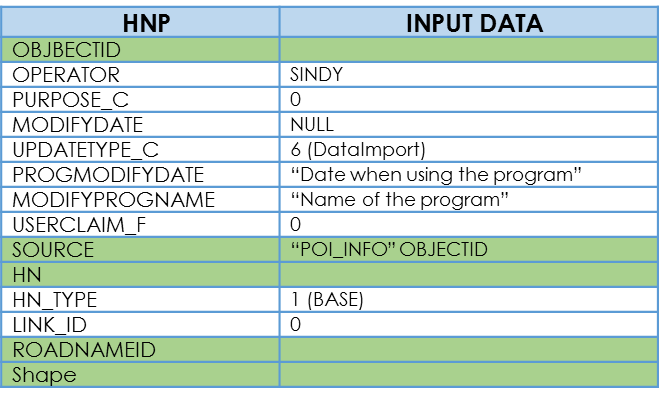 HNP INPUT DATA
OBJBECTID
OPERATOR SINDY
PURPOSE_C 0
MODIFYDATE NULL
UPDATETYPE_C 6 (DataImport)
PROGMODIFYDATE “Date when using the program”
MODIFYPROGNAME “Name of the program”
USERCLAIM_F 0
SOURCE “POI_INFO” OBJECTID
HN
HN_TYPE 1 (BASE)
LINK_ID 0
ROADNAMEID
Shape